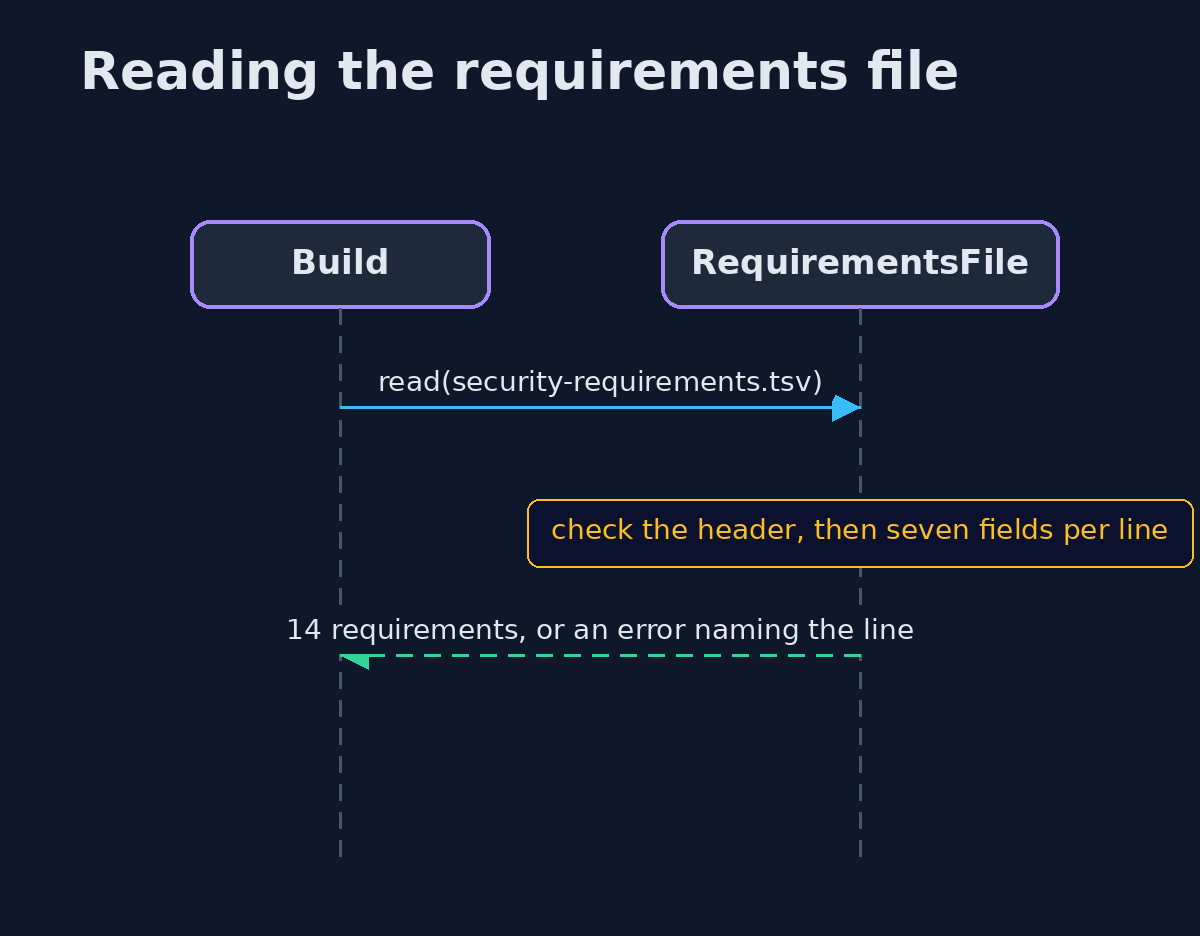 Reading the requirements file
Build
RequirementsFile
read(security-requirements.tsv)
check the header, then seven fields per line
14 requirements, or an error naming the line